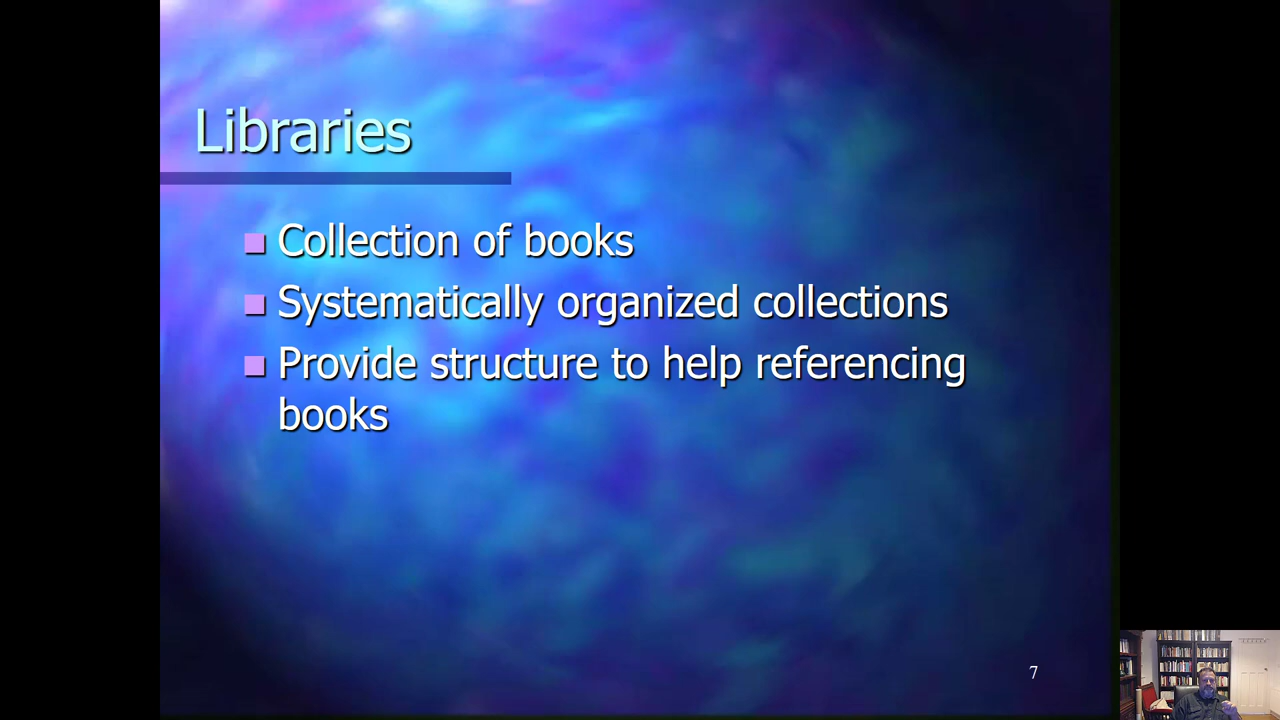 Libraries
Collection of books
Systematically organized collections
Provide structure to help referencing
books
7